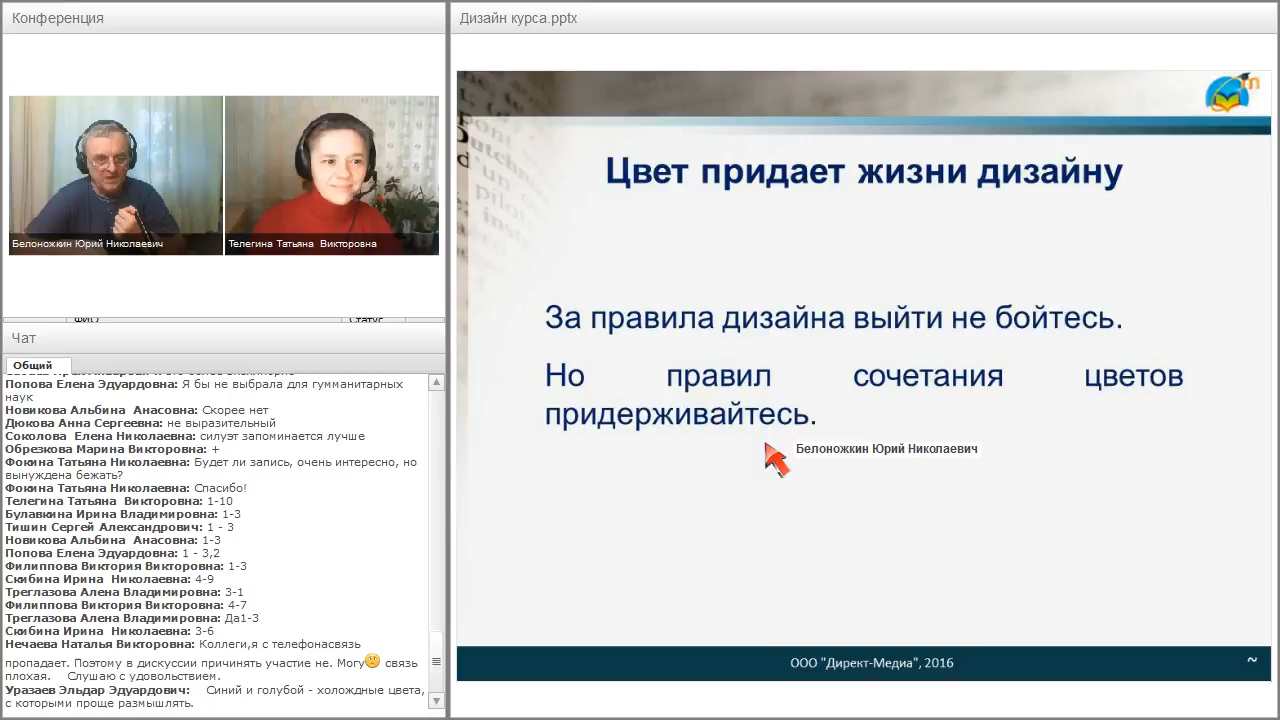 Конференция
Белоножкин Юрий Николаевич
Телегина Татьяна Викторовна
ФИО
Статус
Чат
Общий
Попова Елена Эдуардовна: Я бы не выбрала для гумманитарных
наук
Новикова Альбина Анасовна: Скорее нет
Дюкова Анна Сергеевна: не выразительный
Соколова Елена Николаевна: силуэт запоминается лучше
Обрезкова Марина Викторовна: +
Фокина Татьяна Николаевна: Будет ли запись, очень интересно, но
вынуждена бежать?
Фокина Татьяна Николаевна: Спасибо!
Телегина Татьяна Викторовна: 1-10
Булавкина Ирина Владимировна: 1-3
Тишин Сергей Александрович: 1 - 3
Новикова Альбина Анасовна: 1-3
Попова Елена Эдуардовна: 1 - 3,2
Филиппова Виктория Викторовна: 1-3
Скибина Ирина Николаевна: 4-9
Треглазова Алена Владимировна: 3-1
Филиппова Виктория Викторовна: 4-7
Треглазова Алена Владимировна: Да1-3
Скибина Ирина Николаевна: 3-6
Нечаева Наталья Викторовна: Коллеги,я с телефонасвязь
пропадает. Поэтому в дискутсии причинять участие не. Могу связь
плохая. Слушаю с удовольствием.
Уразаев Эльдар Эдуардович: Синий и голубой - холождные цвета,
с которыми проще размышлять.
Дизайн курса.pptx
Цвет придает жизни дизайну
За правила дизайна выйти не бойтесь.
Но правил сочетания цветов
придерживайтесь.
Белоножкин Юрий Николаевич
ООО "Директ-Медиа", 2016
~